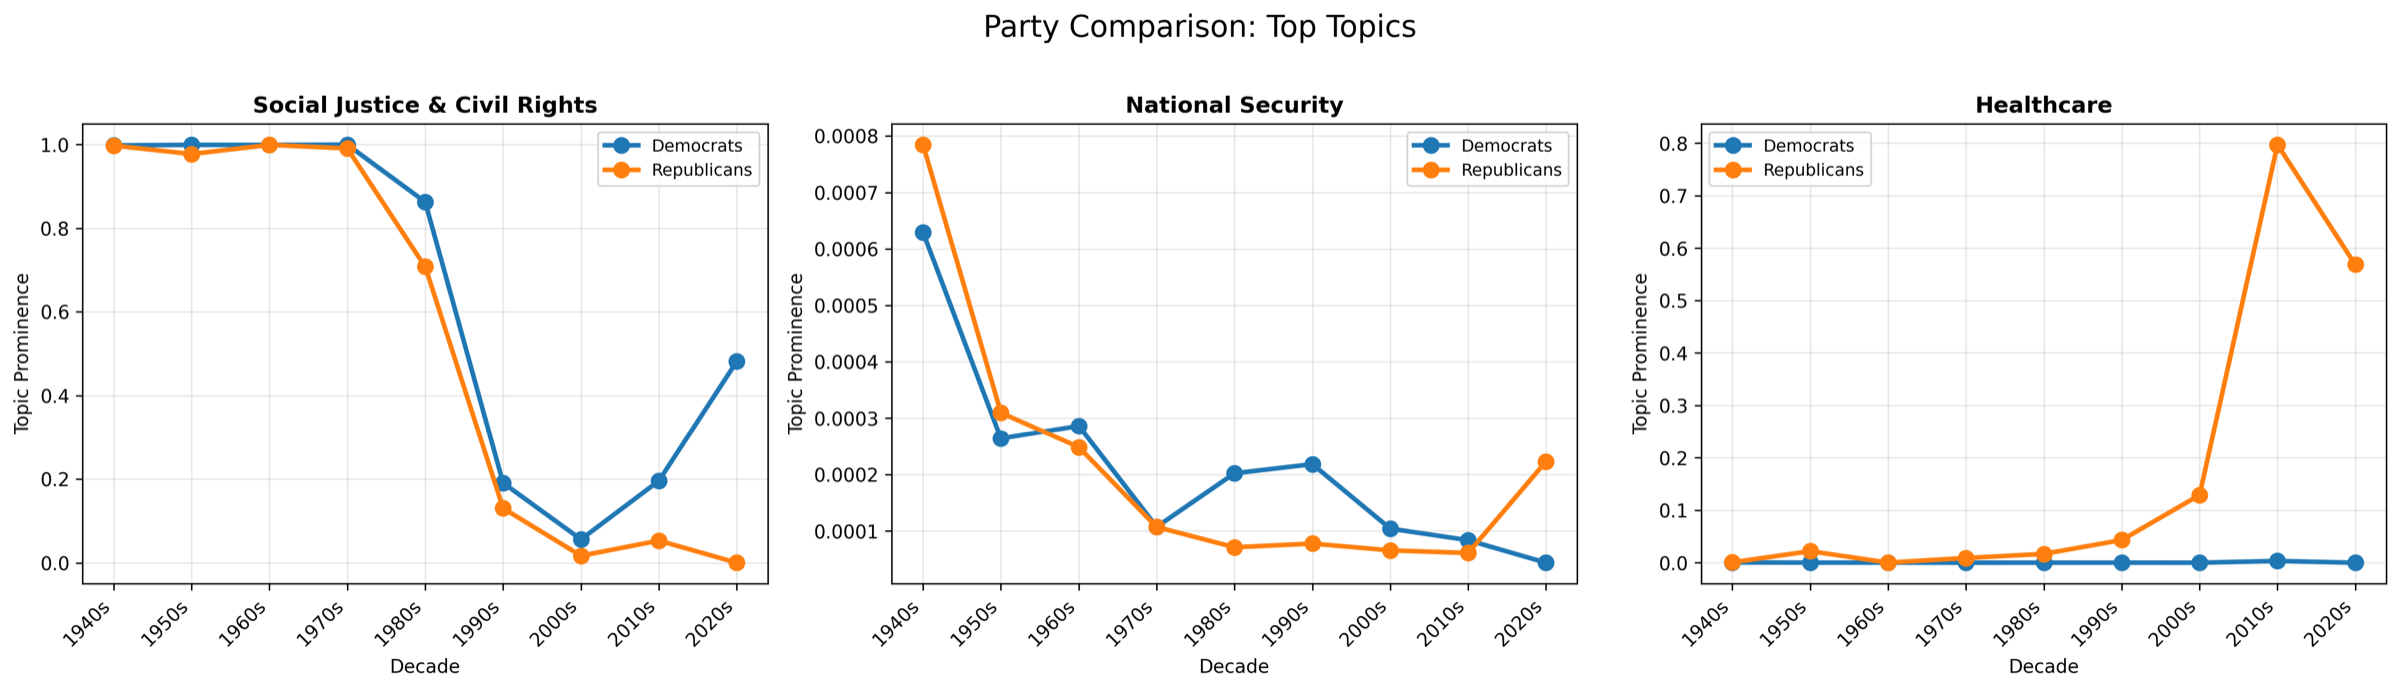 Party Comparison: Top Topics
Social Justice & Civil Rights
Topic Prominence
1.0
0.8
0.6
0.4
0.2
0.0
Democrats
Republicans
1940s
1950s
1960s
1970s
1980s
1990s
2000s
2010s
2020s
Decade
National Security
Topic Prominence
0.0008
0.0007
0.0006
0.0005
0.0004
0.0003
0.0002
0.0001
Democrats
Republicans
1940s
1950s
1960s
1970s
1980s
1990s
2000s
2010s
2020s
Decade
Healthcare
Topic Prominence
0.8
0.7
0.6
0.5
0.4
0.3
0.2
0.1
0.0
Democrats
Republicans
1940s
1950s
1960s
1970s
1980s
1990s
2000s
2010s
2020s
Decade